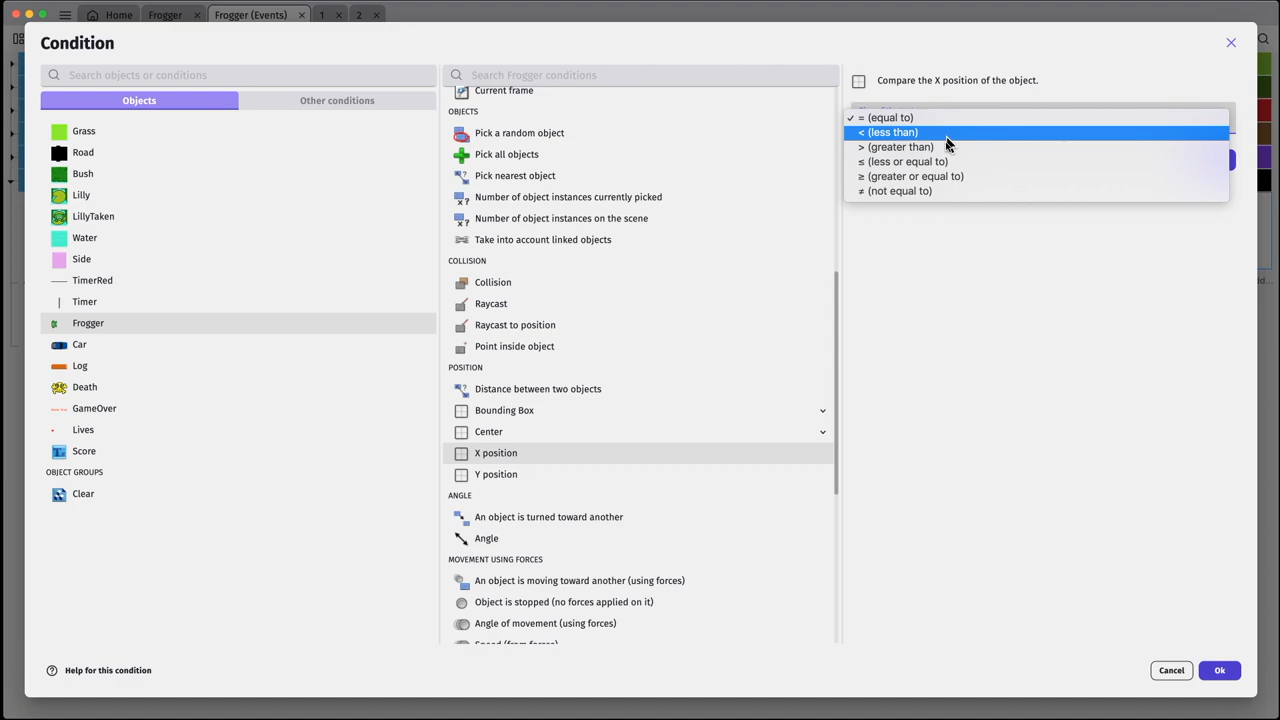 Home
Frogger
Frogger (Events)
1
2
Condition
Search objects or conditions
Objects
Other conditions
Grass
Road
Bush
Lilly
LillyTaken
Water
Side
TimerRed
Timer
Frogger
Car
Log
Death
GameOver
Lives
Score
OBJECT GROUPS
Clear
Search Frogger conditions
Current frame
OBJECTS
Pick a random object
Pick all objects
Pick nearest object
Number of object instances currently picked
Number of object instances on the scene
Take into account linked objects
COLLISION
Collision
Raycast
Raycast to position
Point inside object
POSITION
Distance between two objects
Bounding Box
Center
X position
Y position
ANGLE
An object is turned toward another
Angle
MOVEMENT USING FORCES
An object is moving toward another (using forces)
Object is stopped (no forces applied on it)
Angle of movement (using forces)
Speed (from forces)
Compare the X position of the object.
✓ = (equal to)
< (less than)
> (greater than)
≤ (less or equal to)
≥ (greater or equal to)
≠ (not equal to)
Help for this condition
Cancel
Ok